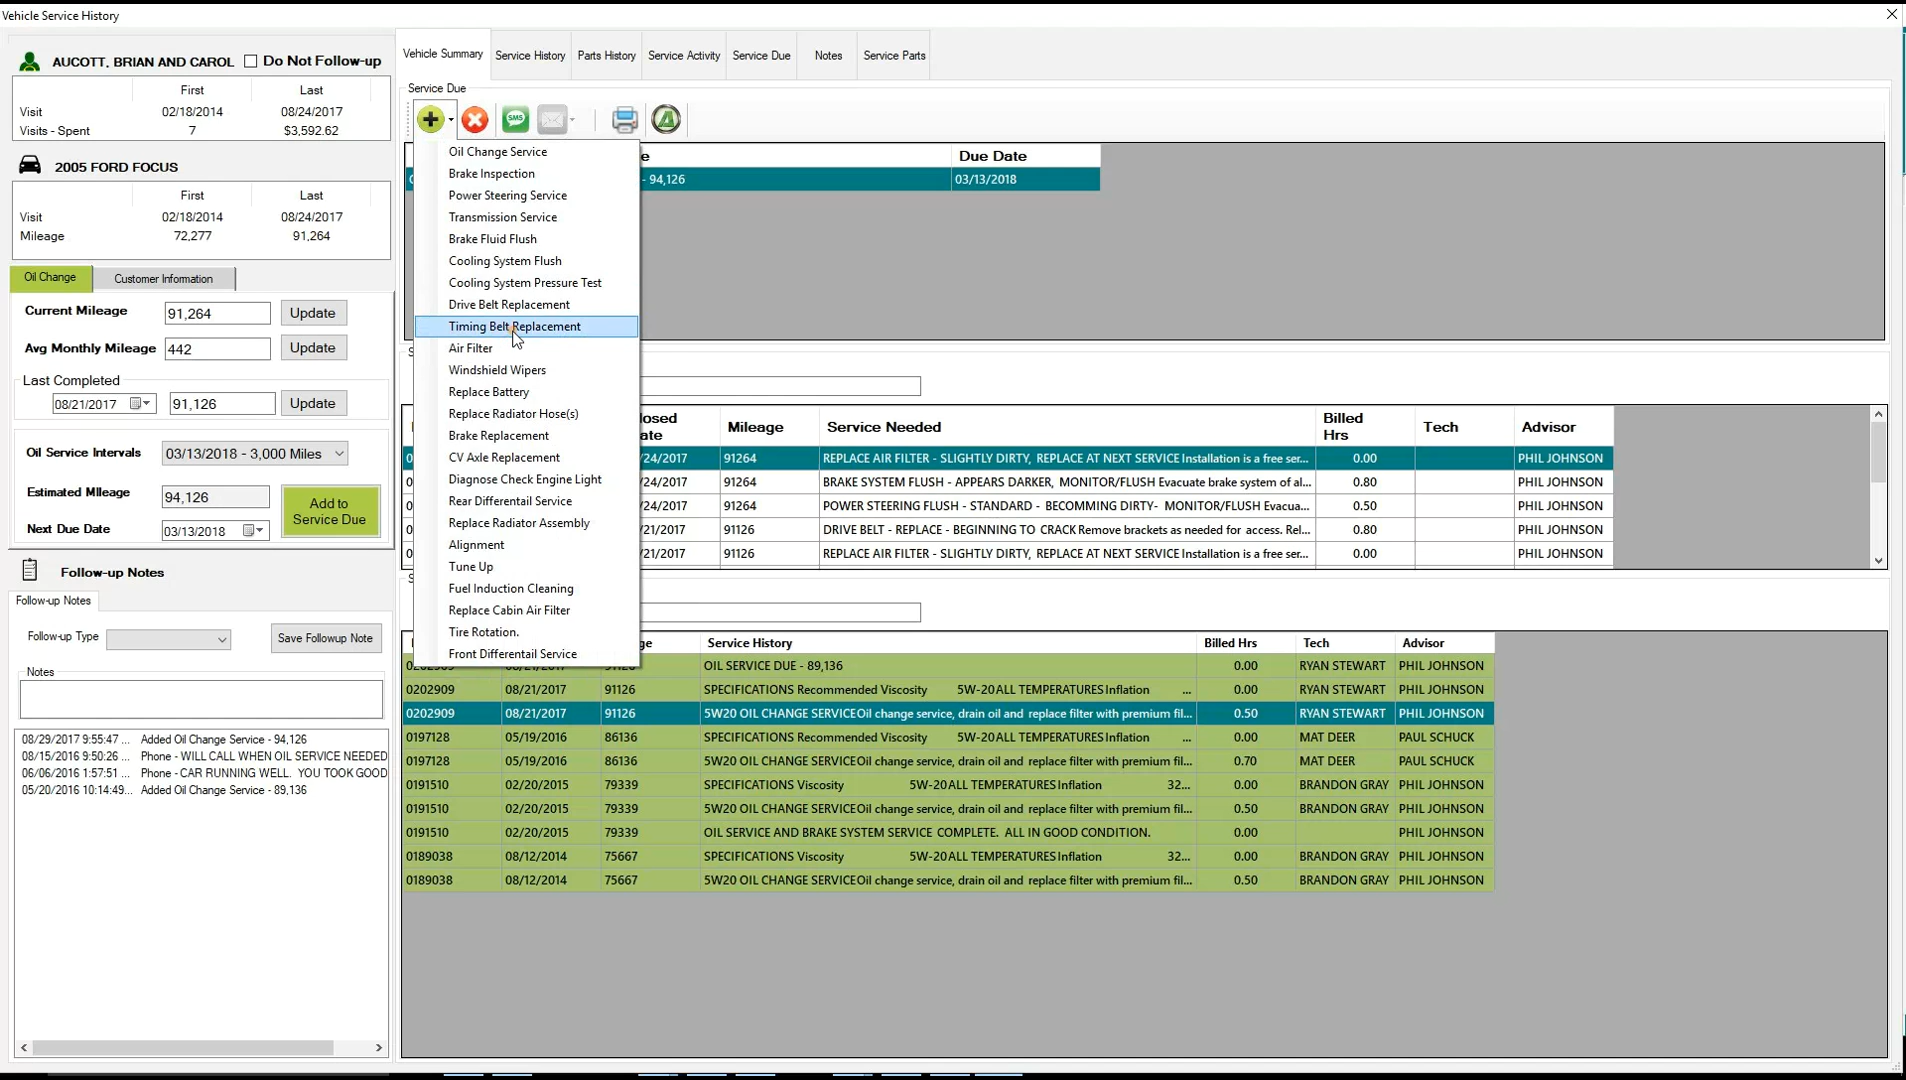 Vehicle Service History
AUCOTT, BRIAN AND CAROL Do Not Follow-up
First Last
Visit 02/18/2014 08/24/2017
Visits - Spent 7 $3,592.62
2005 FORD FOCUS
First Last
Visit 02/18/2014 08/24/2017
Mileage 72,277 91,264
Oil Change Customer Information
Current Mileage 91,264 Update
Avg Monthly Mileage 442 Update
Last Completed
08/21/2017 91,126 Update
Oil Service Intervals 03/13/2018 - 3,000 Miles
Estimated MIleage 94,126
Add to
Service Due
Next Due Date 03/13/2018
Follow-up Notes
Follow-up Notes
Follow-up Type Save Followup Note
Notes
08/29/2017 9:55:47 ... Added Oil Change Service - 94,126
08/15/2016 9:50:26 ... Phone - WILL CALL WHEN OIL SERVICE NEEDED
06/06/2016 1:57:51 ... Phone - CAR RUNNING WELL. YOU TOOK GOOD
05/20/2016 10:14:49... Added Oil Change Service - 89,136
Vehicle Summary Service History Parts History Service Activity Service Due Notes Service Parts
Service Due
SMS
Oil Change Service
Brake Inspection
Power Steering Service
Transmission Service
Brake Fluid Flush
Cooling System Flush
Cooling System Pressure Test
Drive Belt Replacement
Timing Belt Replacement
Air Filter
Windshield Wipers
Replace Battery
Replace Radiator Hose(s)
Brake Replacement
CV Axle Replacement
Diagnose Check Engine Light
Rear Differentail Service
Replace Radiator Assembly
Alignment
Tune Up
Fuel Induction Cleaning
Replace Cabin Air Filter
Tire Rotation.
Front Differentail Service
e Due Date
- 94,126 03/13/2018
losed
ate Mileage Service Needed Billed
Hrs Tech Advisor
/24/2017 91264 REPLACE AIR FILTER - SLIGHTLY DIRTY, REPLACE AT NEXT SERVICE Installation is a free ser... 0.00 PHIL JOHNSON
/24/2017 91264 BRAKE SYSTEM FLUSH - APPEARS DARKER, MONITOR/FLUSH Evacuate brake system of al... 0.80 PHIL JOHNSON
/24/2017 91264 POWER STEERING FLUSH - STANDARD - BECOMMING DIRTY- MONITOR/FLUSH Evacua... 0.50 PHIL JOHNSON
/21/2017 91126 DRIVE BELT - REPLACE - BEGINNING TO CRACK Remove brackets as needed for access. Rel... 0.80 PHIL JOHNSON
/21/2017 91126 REPLACE AIR FILTER - SLIGHTLY DIRTY, REPLACE AT NEXT SERVICE Installation is a free ser... 0.00 PHIL JOHNSON
ge Service History Billed Hrs Tech Advisor
0202909 08/21/2017 91126 OIL SERVICE DUE - 89,136 0.00 RYAN STEWART PHIL JOHNSON
0202909 08/21/2017 91126 SPECIFICATIONS Recommended Viscosity 5W-20ALL TEMPERATURESInflation ... 0.00 RYAN STEWART PHIL JOHNSON
0202909 08/21/2017 91126 5W20 OIL CHANGE SERVICEOil change service, drain oil and replace filter with premium fil... 0.50 RYAN STEWART PHIL JOHNSON
0197128 05/19/2016 86136 SPECIFICATIONS Recommended Viscosity 5W-20ALL TEMPERATURESInflation ... 0.00 MAT DEER PAUL SCHUCK
0197128 05/19/2016 86136 5W20 OIL CHANGE SERVICEOil change service, drain oil and replace filter with premium fil... 0.70 MAT DEER PAUL SCHUCK
0191510 02/20/2015 79339 SPECIFICATIONS Viscosity 5W-20ALL TEMPERATURESInflation 32... 0.00 BRANDON GRAY PHIL JOHNSON
0191510 02/20/2015 79339 5W20 OIL CHANGE SERVICEOil change service, drain oil and replace filter with premium fil... 0.50 BRANDON GRAY PHIL JOHNSON
0191510 02/20/2015 79339 OIL SERVICE AND BRAKE SYSTEM SERVICE COMPLETE. ALL IN GOOD CONDITION. 0.00 PHIL JOHNSON
0189038 08/12/2014 75667 SPECIFICATIONS Viscosity 5W-20ALL TEMPERATURESInflation 32... 0.00 BRANDON GRAY PHIL JOHNSON
0189038 08/12/2014 75667 5W20 OIL CHANGE SERVICEOil change service, drain oil and replace filter with premium fil... 0.50 BRANDON GRAY PHIL JOHNSON